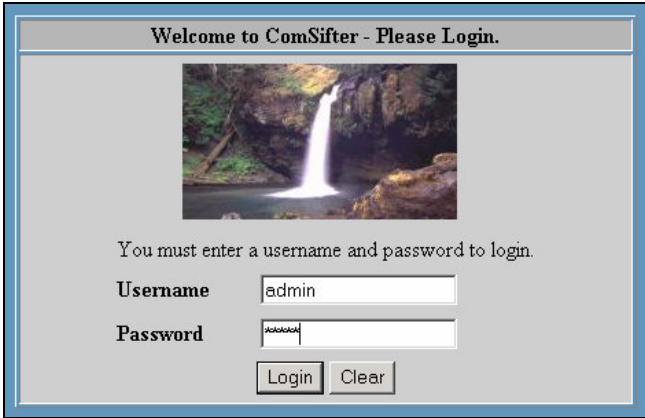 Welcome to ComSifter - Please Login.
You must enter a username and password to login.
Username admin
Password *****
Login Clear